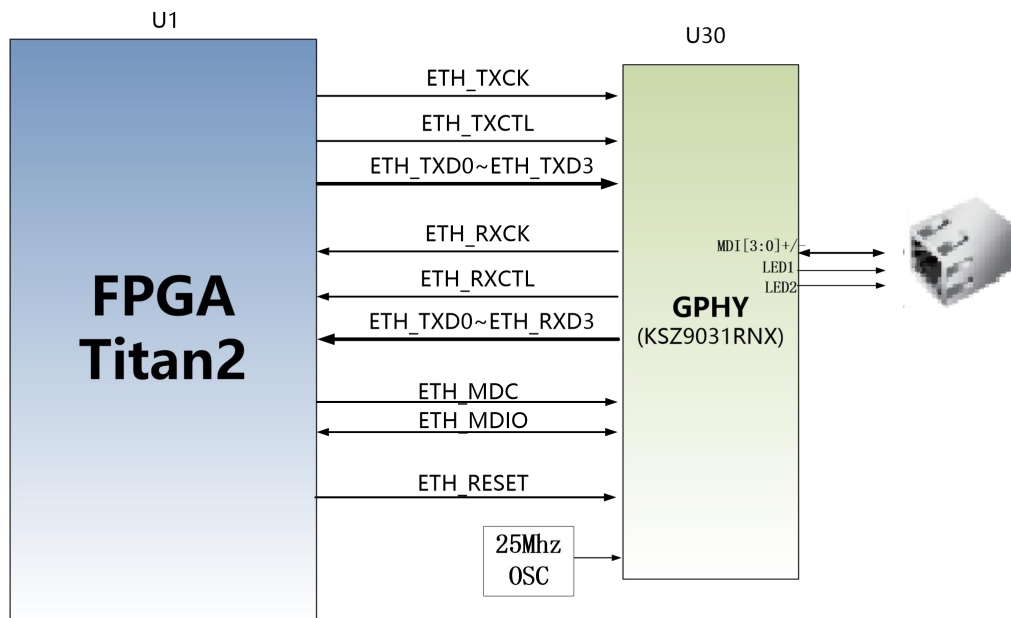 U1
U30
ETH_TXCK
ETH_TXCTL
ETH_TXD0~ETH_TXD3
ETH_RXCK
ETH_RXCTL
ETH_TXD0~ETH_RXD3
ETH_MDC
ETH_MDIO
ETH_RESET
FPGA
Titan2
MDI[3:0]+/-
LED1
LED2
GPHY
(KSZ9031RNX)
25Mhz
OSC